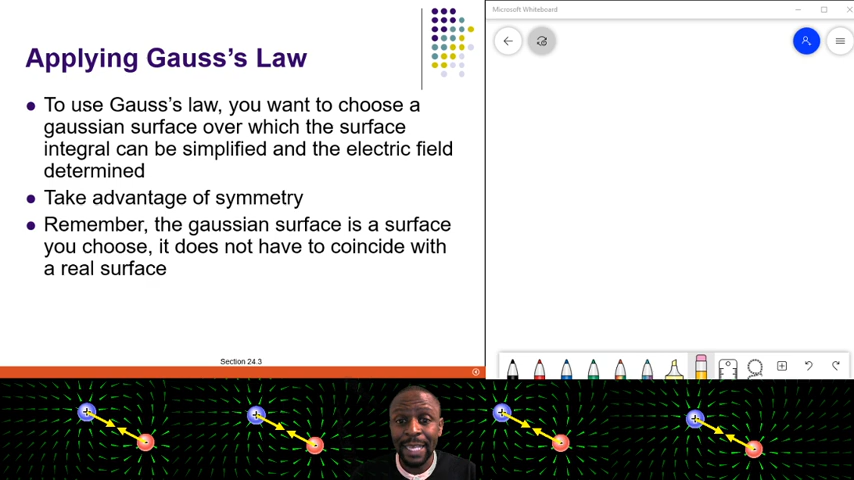 Microsoft Whiteboard
Applying Gauss's Law
To use Gauss's law, you want to choose a
gaussian surface over which the surface
integral can be simplified and the electric field
determined
Take advantage of symmetry
Remember, the gaussian surface is a surface
you choose, it does not have to coincide with
a real surface
Section 24.3